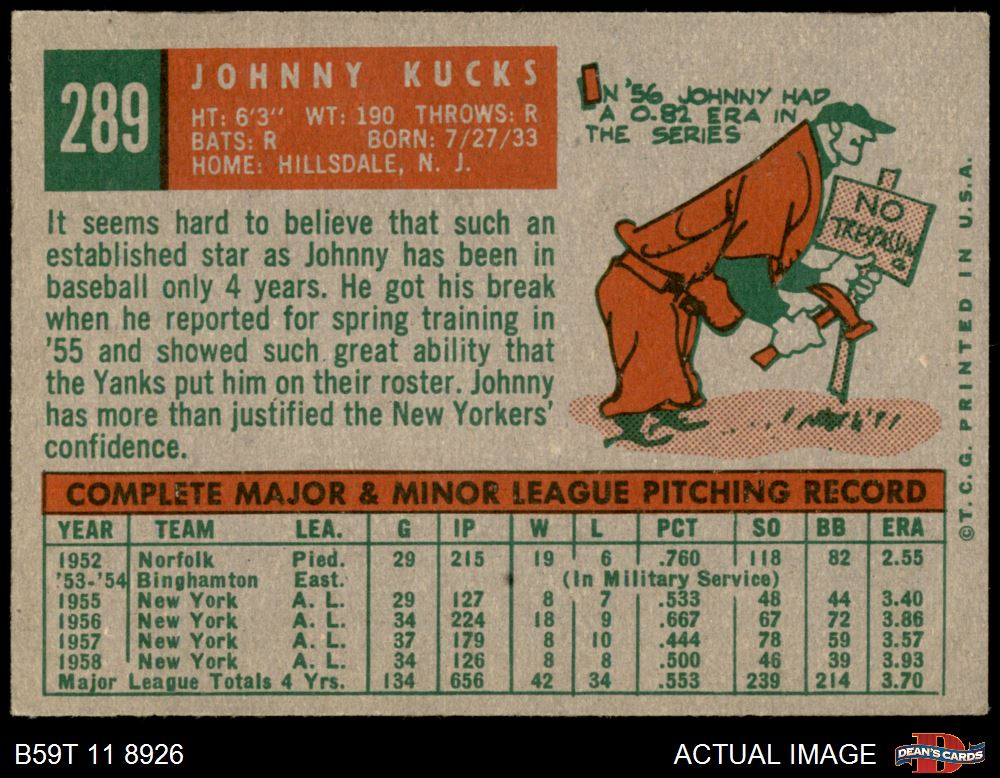 289
JOHNNY KUCKS
HT: 6'3" WT: 190 THROWS: R
BATS: R BORN: 7/27/33
HOME: HILLSDALE, N. J.
IN '56 JOHNNY HAD
A 0.82 ERA IN
THE SERIES
NO
TRESPASSING
It seems hard to believe that such an
established star as Johnny has been in
baseball only 4 years. He got his break
when he reported for spring training in
'55 and showed such great ability that
the Yanks put him on their roster. Johnny
has more than justified the New Yorkers'
confidence.
©T. C. G. PRINTED IN U.S.A.
COMPLETE MAJOR & MINOR LEAGUE PITCHING RECORD
YEAR TEAM LEA. G IP W L PCT SO BB ERA
1952 Norfolk Pied. 29 215 19 6 .760 118 82 2.55
'53-'54 Binghamton East. (In Military Service)
1955 New York A. L. 29 127 8 7 .533 48 44 3.40
1956 New York A. L. 34 224 18 9 .667 67 72 3.86
1957 New York A. L. 37 179 8 10 .444 78 59 3.57
1958 New York A. L. 34 126 8 8 .500 46 39 3.93
Major League Totals 4 Yrs. 134 656 42 34 .553 239 214 3.70
B59T 11 8926
ACTUAL IMAGE
DEAN'S CARDS